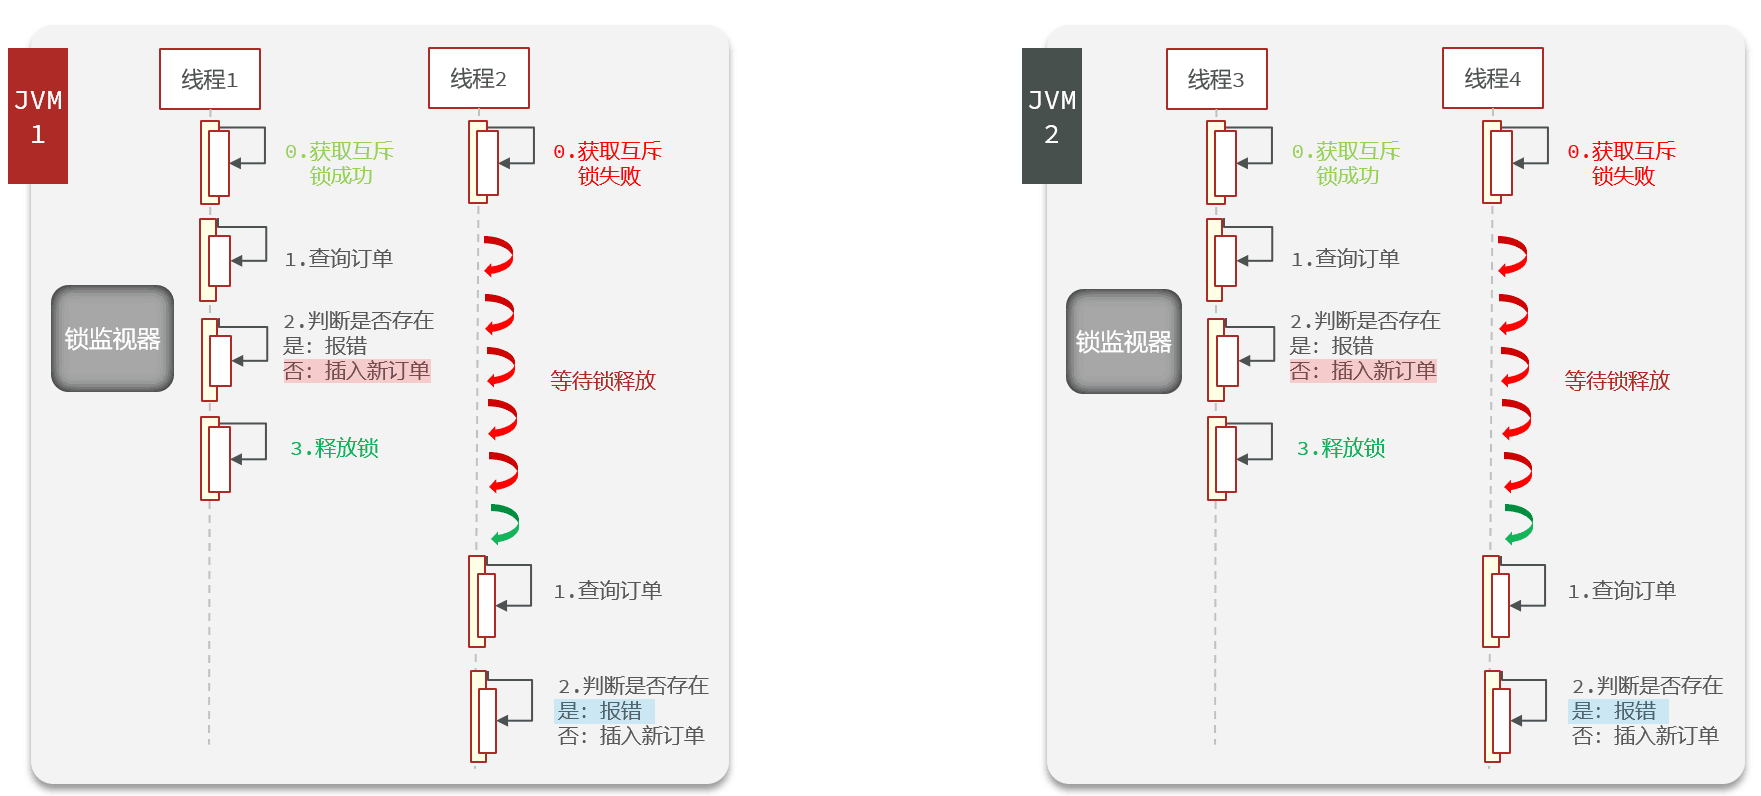 JVM
1
线程1
线程2
0.获取互斥
锁成功
0.获取互斥
锁失败
1.查询订单
锁监视器
2.判断是否存在
是：报错
否：插入新订单
等待锁释放
3.释放锁
1.查询订单
2.判断是否存在
是：报错
否：插入新订单
JVM
2
线程3
线程4
0.获取互斥
锁成功
0.获取互斥
锁失败
1.查询订单
锁监视器
2.判断是否存在
是：报错
否：插入新订单
等待锁释放
3.释放锁
1.查询订单
2.判断是否存在
是：报错
否：插入新订单